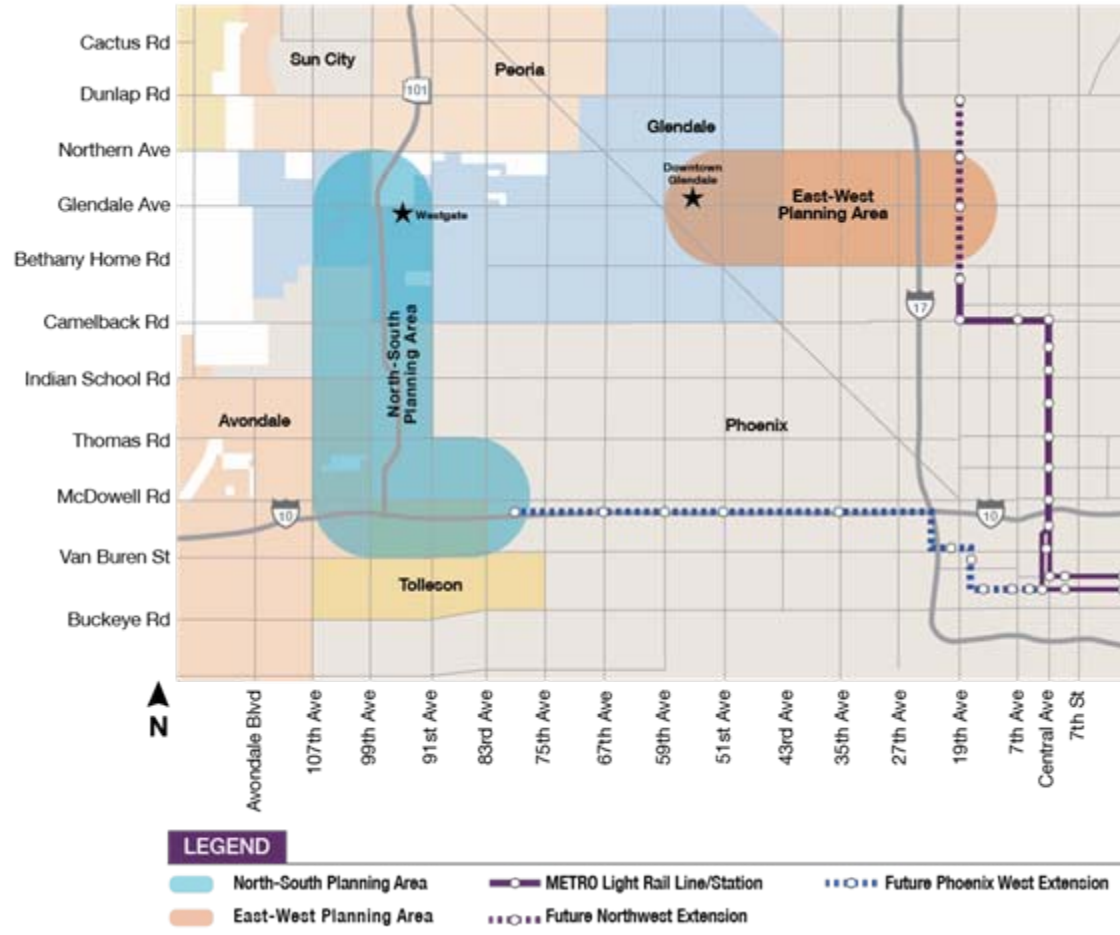 Cactus Rd
Dunlap Rd
Northern Ave
Glendale Ave
Bethany Home Rd
Camelback Rd
Indian School Rd
Thomas Rd
McDowell Rd
Van Buren St
Buckeye Rd
Sun City
Peoria
101
Glendale
Downtown
Glendale
East-West
Planning Area
Westgate
17
North-South
Planning Area
Avondale
Phoenix
10
10
Tolleson
N
Avondale Blvd
107th Ave
99th Ave
91st Ave
83rd Ave
75th Ave
67th Ave
59th Ave
51st Ave
43rd Ave
35th Ave
27th Ave
19th Ave
7th Ave
Central Ave
7th St
LEGEND
North-South Planning Area
METRO Light Rail Line/Station
Future Phoenix West Extension
East-West Planning Area
Future Northwest Extension